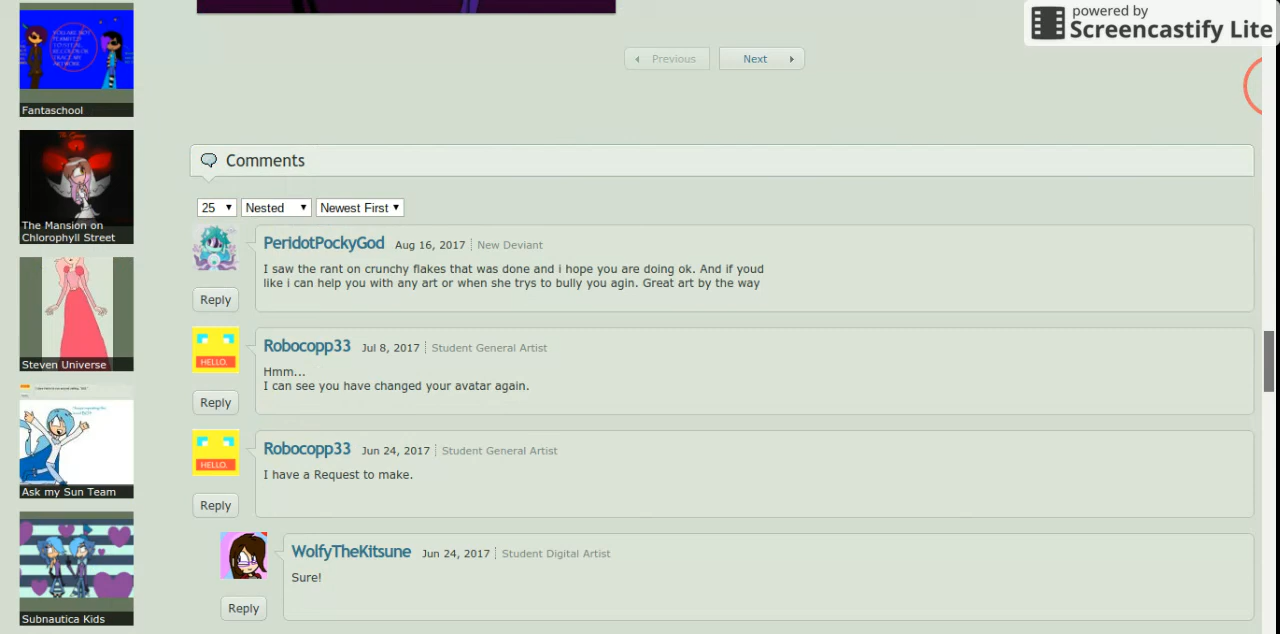 powered by
Screencastify Lite
Previous
Next
Fantaschool
The Mansion on
Chlorophyll Street
Steven Universe
Ask my Sun Team
Subnautica Kids
Comments
25
Nested
Newest First
PeridotPockyGod Aug 16, 2017 New Deviant
I saw the rant on crunchy flakes that was done and i hope you are doing ok. And if youd
like i can help you with any art or when she trys to bully you agin. Great art by the way
Reply
Robocopp33 Jul 8, 2017 Student General Artist
HELLO.
Hmm...
I can see you have changed your avatar again.
Reply
Robocopp33 Jun 24, 2017 Student General Artist
HELLO.
I have a Request to make.
Reply
WolfyTheKitsune Jun 24, 2017 Student Digital Artist
Sure!
Reply